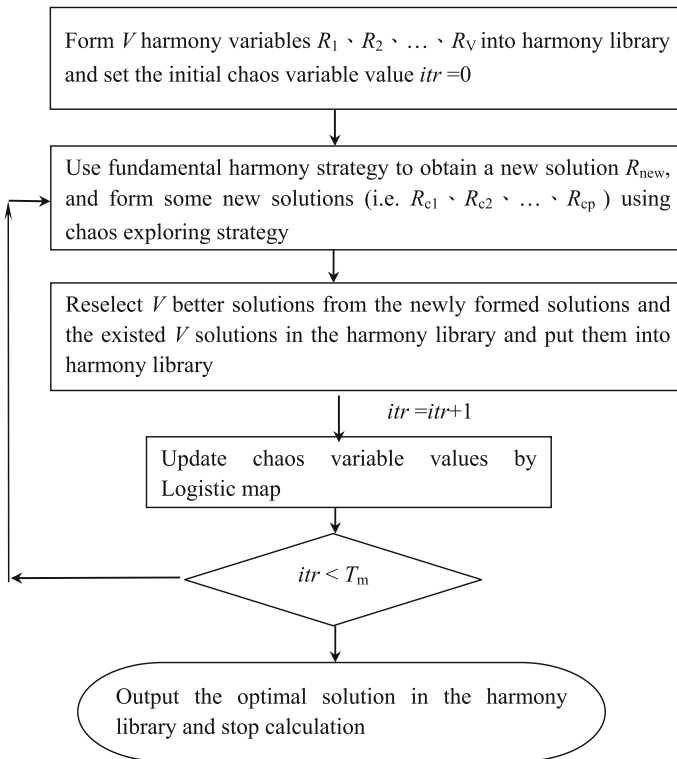 Form V harmony variables R1、R2、…、RV into harmony library
and set the initial chaos variable value itr =0
Use fundamental harmony strategy to obtain a new solution Rnew,
and form some new solutions (i.e. Rc1、Rc2、…、Rcp ) using
chaos exploring strategy
Reselect V better solutions from the newly formed solutions and
the existed V solutions in the harmony library and put them into
harmony library
itr =itr+1
Update chaos variable values by
Logistic map
itr < Tm
Output the optimal solution in the harmony
library and stop calculation